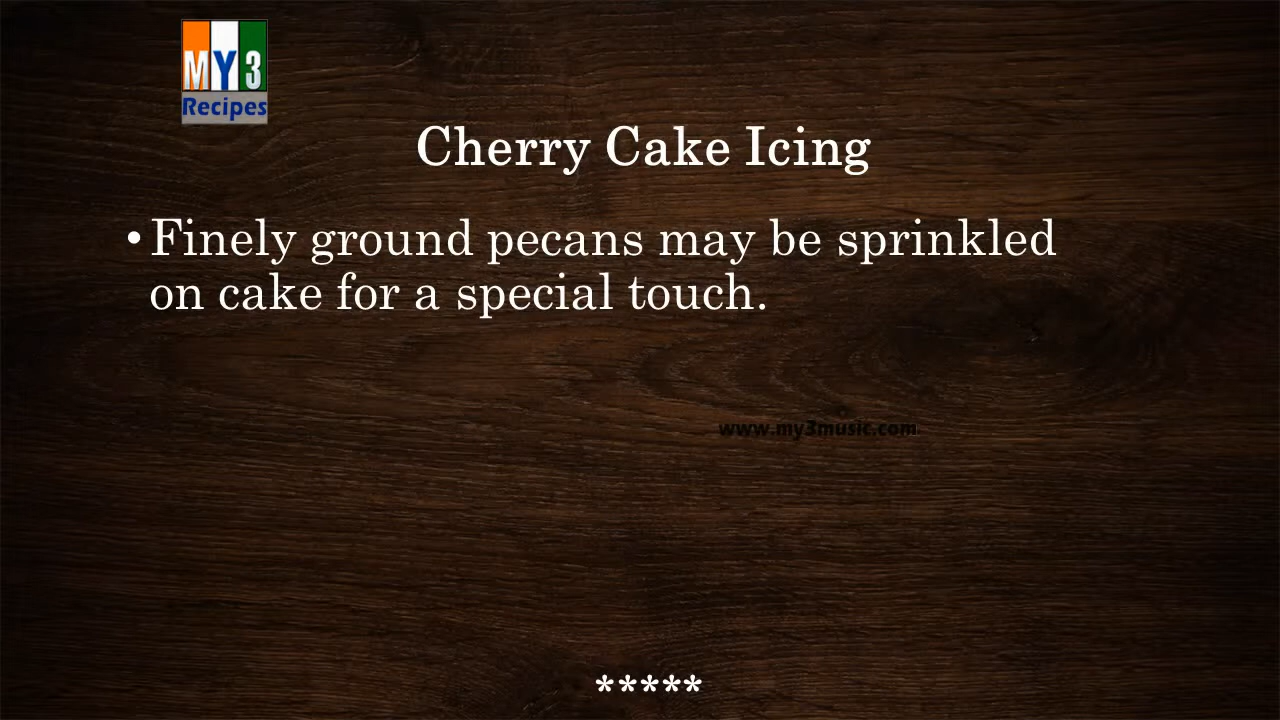 MY3
Recipes
Cherry Cake Icing
• Finely ground pecans may be sprinkled
on cake for a special touch.
www.my3music.com
*****